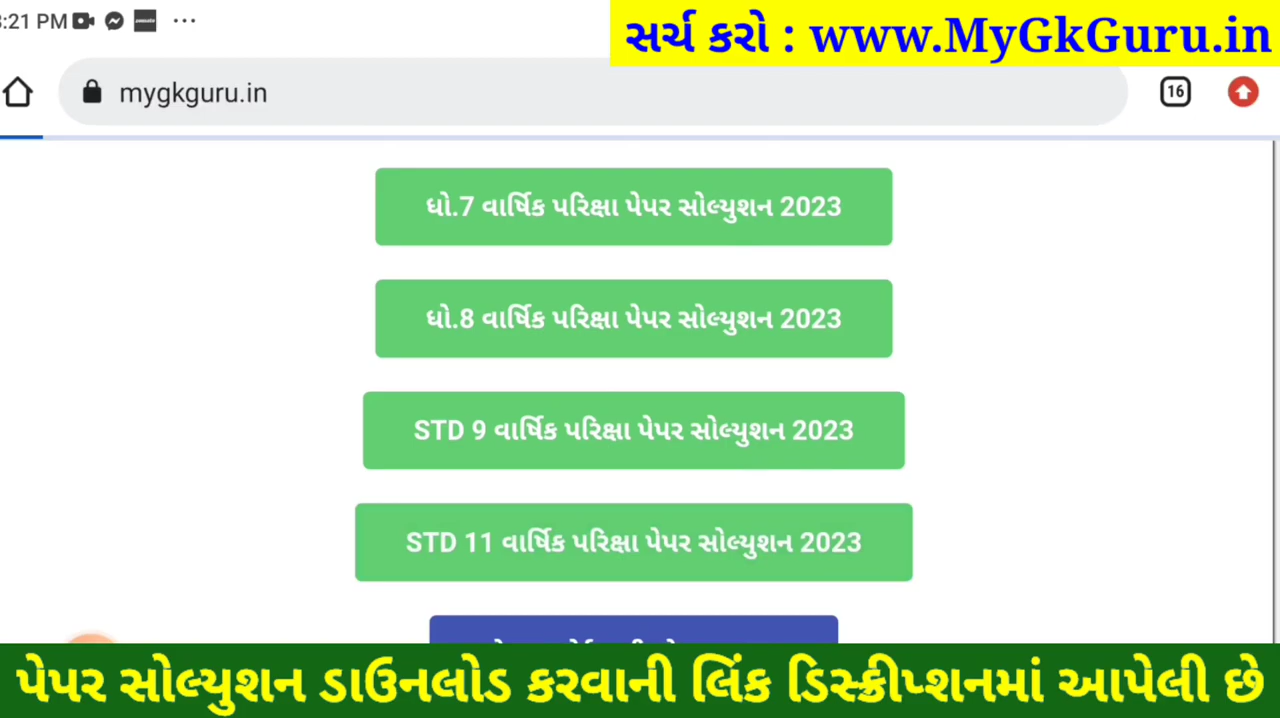 :21 PM
સર્ચ કરો : www.MyGkGuru.in
mygkguru.in
16
ધો.7 વાર્ષિક પરિક્ષા પેપર સોલ્યુશન 2023
ધો.8 વાર્ષિક પરિક્ષા પેપર સોલ્યુશન 2023
STD 9 વાર્ષિક પરિક્ષા પેપર સોલ્યુશન 2023
STD 11 વાર્ષિક પરિક્ષા પેપર સોલ્યુશન 2023
પેપર સોલ્યુશન ડાઉનલોડ કરવાની લિંક ડિસ્ક્રીપ્શનમાં આપેલી છે